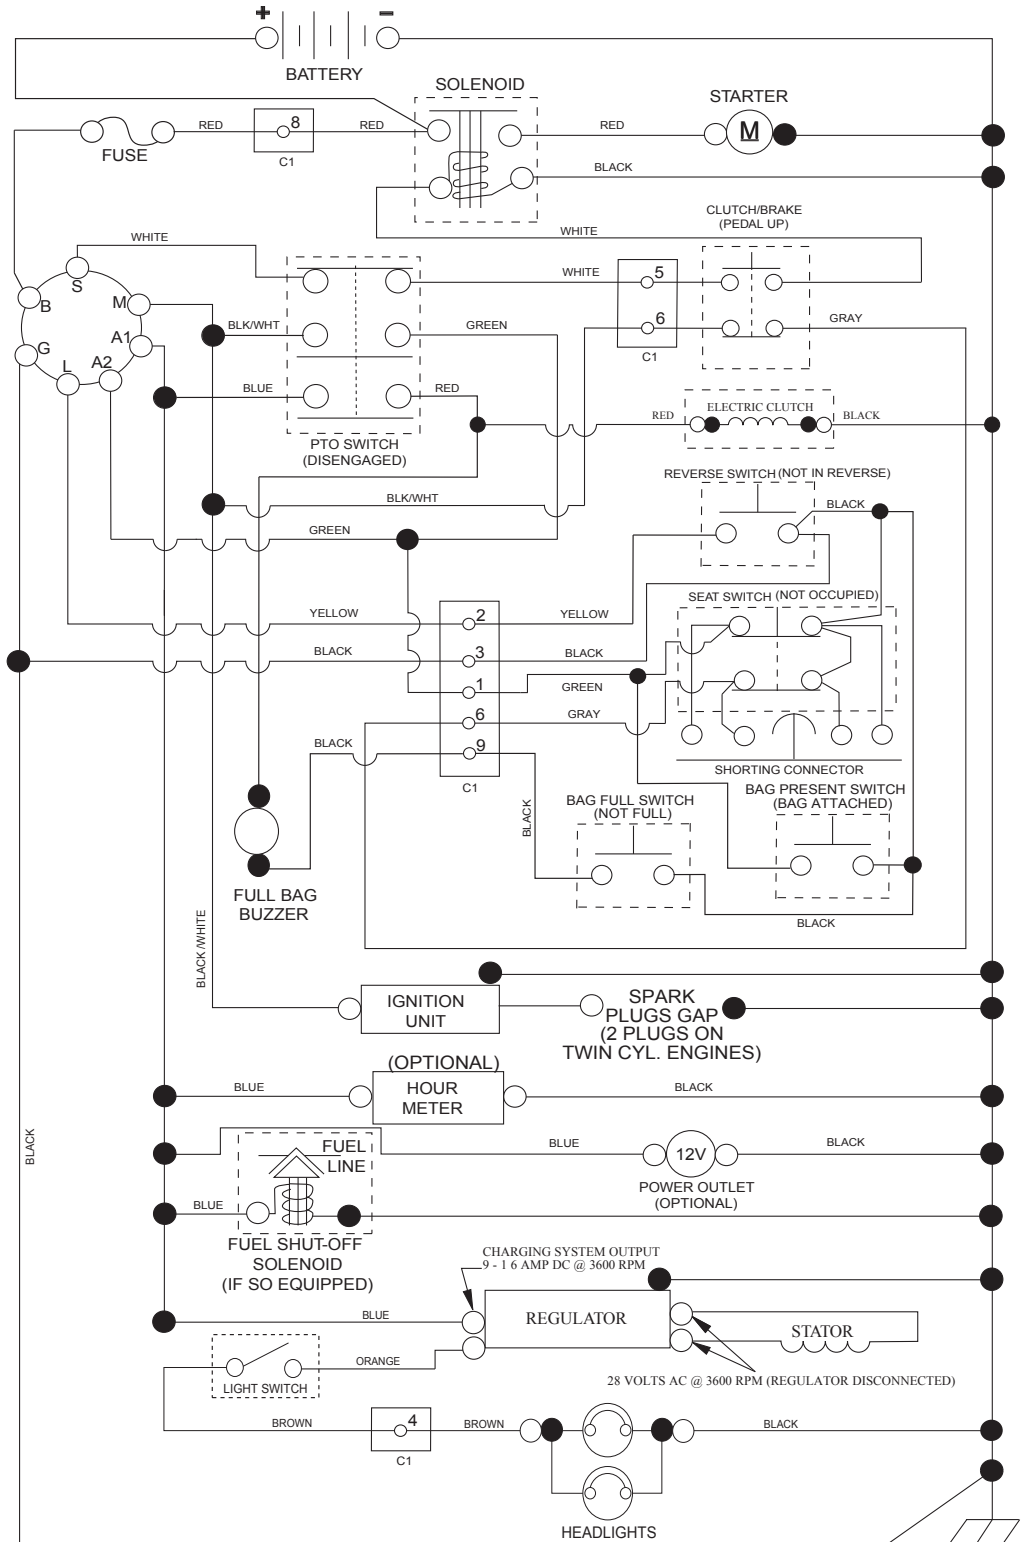 + −
BATTERY
SOLENOID
STARTER
RED 8 RED
RED
M
FUSE
C1
BLACK
CLUTCH/BRAKE
(PEDAL UP)
WHITE
WHITE
S
B
M
A1
G
L
A2
WHITE
5
BLK/WHT
GREEN
6
GRAY
C1
BLUE
RED
PTO SWITCH
(DISENGAGED)
RED
ELECTRIC CLUTCH
BLACK
REVERSE SWITCH (NOT IN REVERSE)
BLK/WHT
BLACK
GREEN
SEAT SWITCH (NOT OCCUPIED)
YELLOW
2
YELLOW
BLACK
3
BLACK
1
GREEN
6
GRAY
BLACK
9
C1
SHORTING CONNECTOR
BAG FULL SWITCH
(NOT FULL)
BAG PRESENT SWITCH
(BAG ATTACHED)
BLACK
FULL BAG
BUZZER
BLACK
BLACK /WHITE
IGNITION
UNIT
SPARK
PLUGS GAP
(2 PLUGS ON
TWIN CYL. ENGINES)
(OPTIONAL)
BLUE
HOUR
METER
BLACK
BLACK
FUEL
LINE
BLUE
12V
BLACK
POWER OUTLET
(OPTIONAL)
BLUE
FUEL SHUT-OFF
SOLENOID
(IF SO EQUIPPED)
CHARGING SYSTEM OUTPUT
9 - 1 6 AMP DC @ 3600 RPM
BLUE
REGULATOR
STATOR
ORANGE
LIGHT SWITCH
28 VOLTS AC @ 3600 RPM (REGULATOR DISCONNECTED)
BROWN
4
BROWN
BLACK
C1
HEADLIGHTS